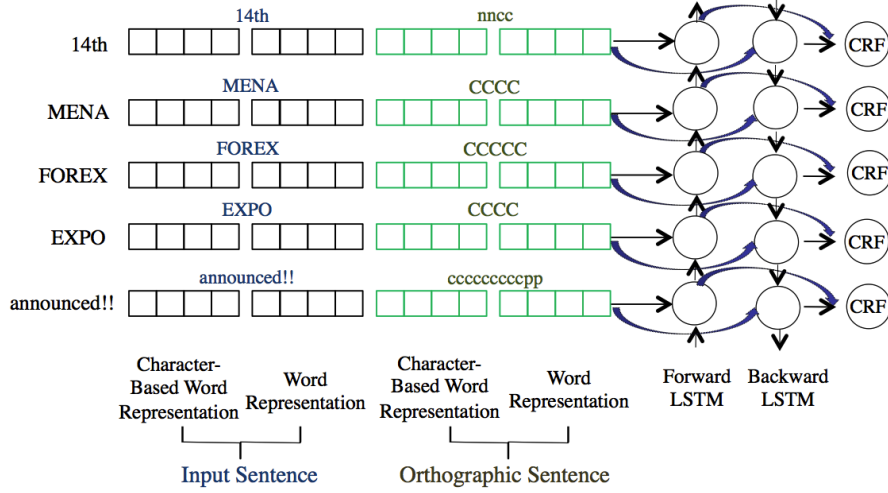 14th nncc
14th CRF
MENA CCCC
MENA CRF
FOREX CCCCC
FOREX CRF
EXPO CCCC
EXPO CRF
announced!! cccccccccpp
announced!! CRF
Character-
Based Word
Representation
Word
Representation
Character-
Based Word
Representation
Word
Representation
Forward
LSTM
Backward
LSTM
Input Sentence
Orthographic Sentence